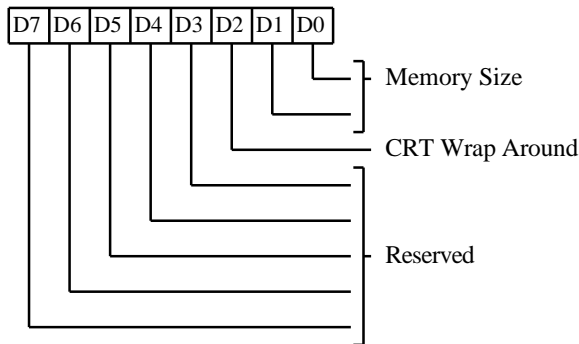 D7 D6 D5 D4 D3 D2 D1 D0
Memory Size
CRT Wrap Around
Reserved